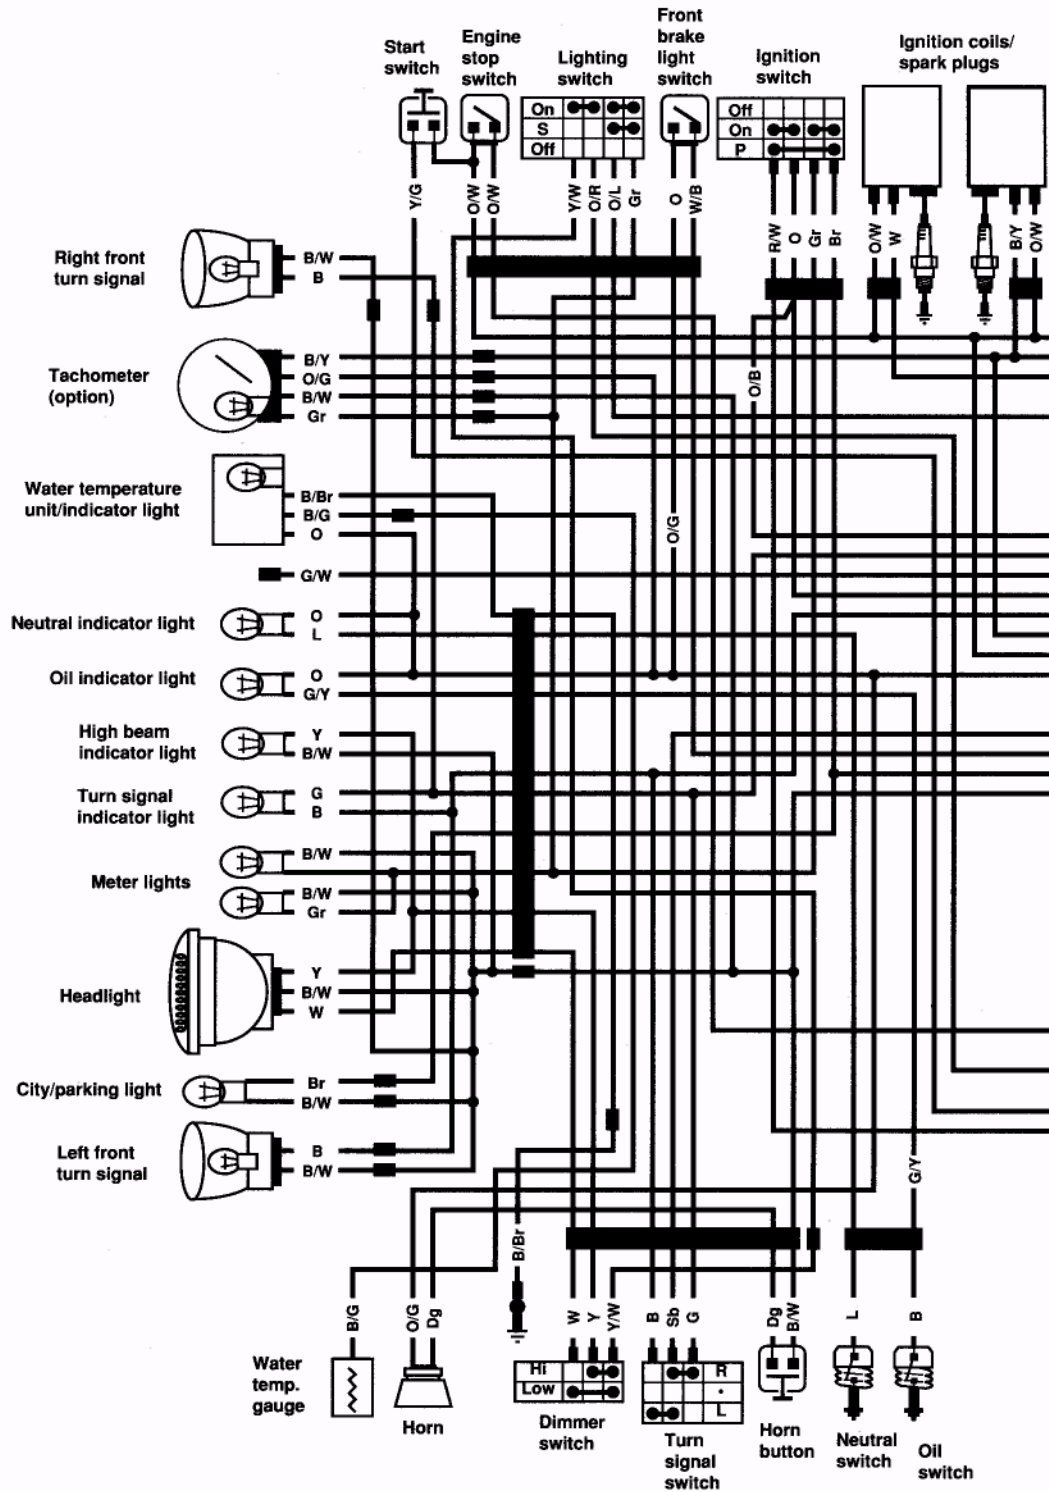 Start
switch
Engine
stop
switch
Lighting
switch
Front
brake
light
switch
Ignition
switch
Ignition coils/
spark plugs
On
S
Off
Off
On
P
Y/G
O/W
O/W
Y/W
O/R
O/L
Gr
O
W/B
R/W
O
Gr
Br
O/W
W
B/Y
O/W
Right front
turn signal
B/W
B
Tachometer
(option)
B/Y
O/G
B/W
Gr
O/B
Water temperature
unit/indicator light
B/Br
B/G
O
O/G
G/W
Neutral indicator light
O
L
Oil indicator light
O
G/Y
High beam
indicator light
Y
B/W
Turn signal
indicator light
G
B
Meter lights
B/W
B/W
Gr
Headlight
Y
B/W
W
City/parking light
Br
B/W
Left front
turn signal
B
B/W
G/Y
B/Br
B/G
O/G
Dg
W
Y
Y/W
B
Sb
G
Dg
B/W
L
B
Water
temp.
gauge
Horn
Hi
Low
Dimmer
switch
R
L
Turn
signal
switch
Horn
button
Neutral
switch
Oil
switch